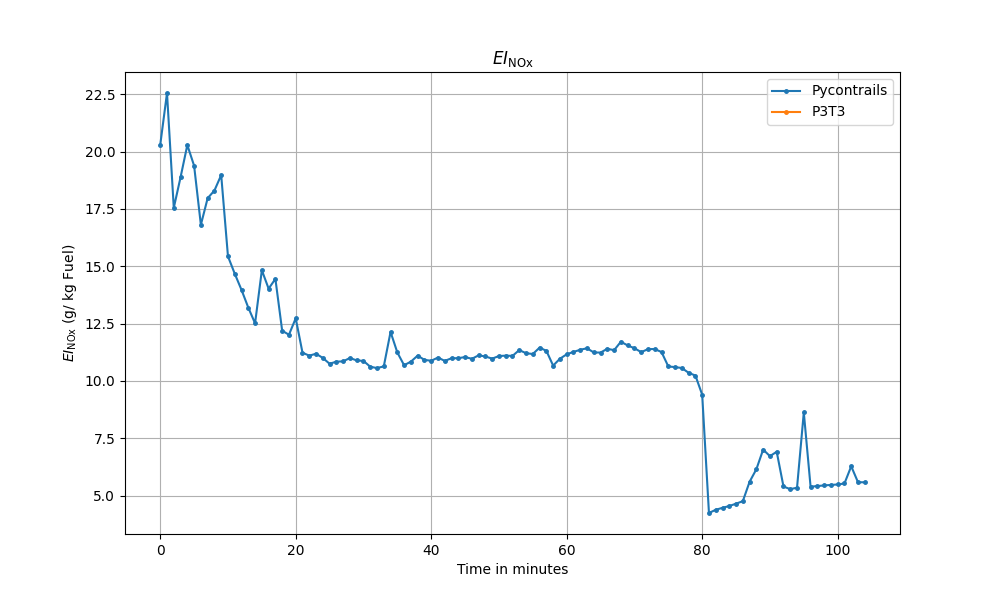 EI_NOx
Pycontrails
P3T3
EI_NOx (g/ kg Fuel)
22.5
20.0
17.5
15.0
12.5
10.0
7.5
5.0
0 20 40 60 80 100
Time in minutes